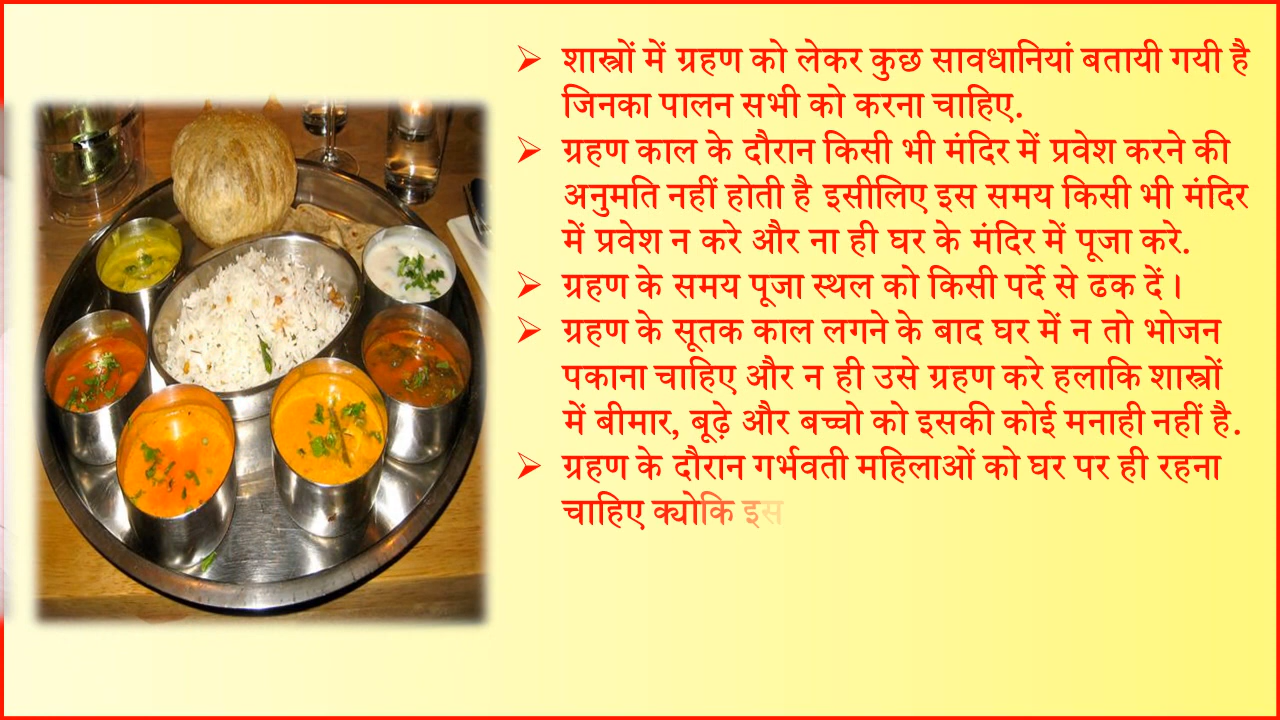 ➢ शास्त्रों में ग्रहण को लेकर कुछ सावधानियां बतायी गयी है
जिनका पालन सभी को करना चाहिए.
➢ ग्रहण काल के दौरान किसी भी मंदिर में प्रवेश करने की
अनुमति नहीं होती है इसीलिए इस समय किसी भी मंदिर
में प्रवेश न करे और ना ही घर के मंदिर में पूजा करे.
➢ ग्रहण के समय पूजा स्थल को किसी पर्दे से ढक दें।
➢ ग्रहण के सूतक काल लगने के बाद घर में न तो भोजन
पकाना चाहिए और न ही उसे ग्रहण करे हलाकि शास्त्रों
में बीमार, बूढ़े और बच्चो को इसकी कोई मनाही नहीं है.
➢ ग्रहण के दौरान गर्भवती महिलाओं को घर पर ही रहना
चाहिए क्योकि इस